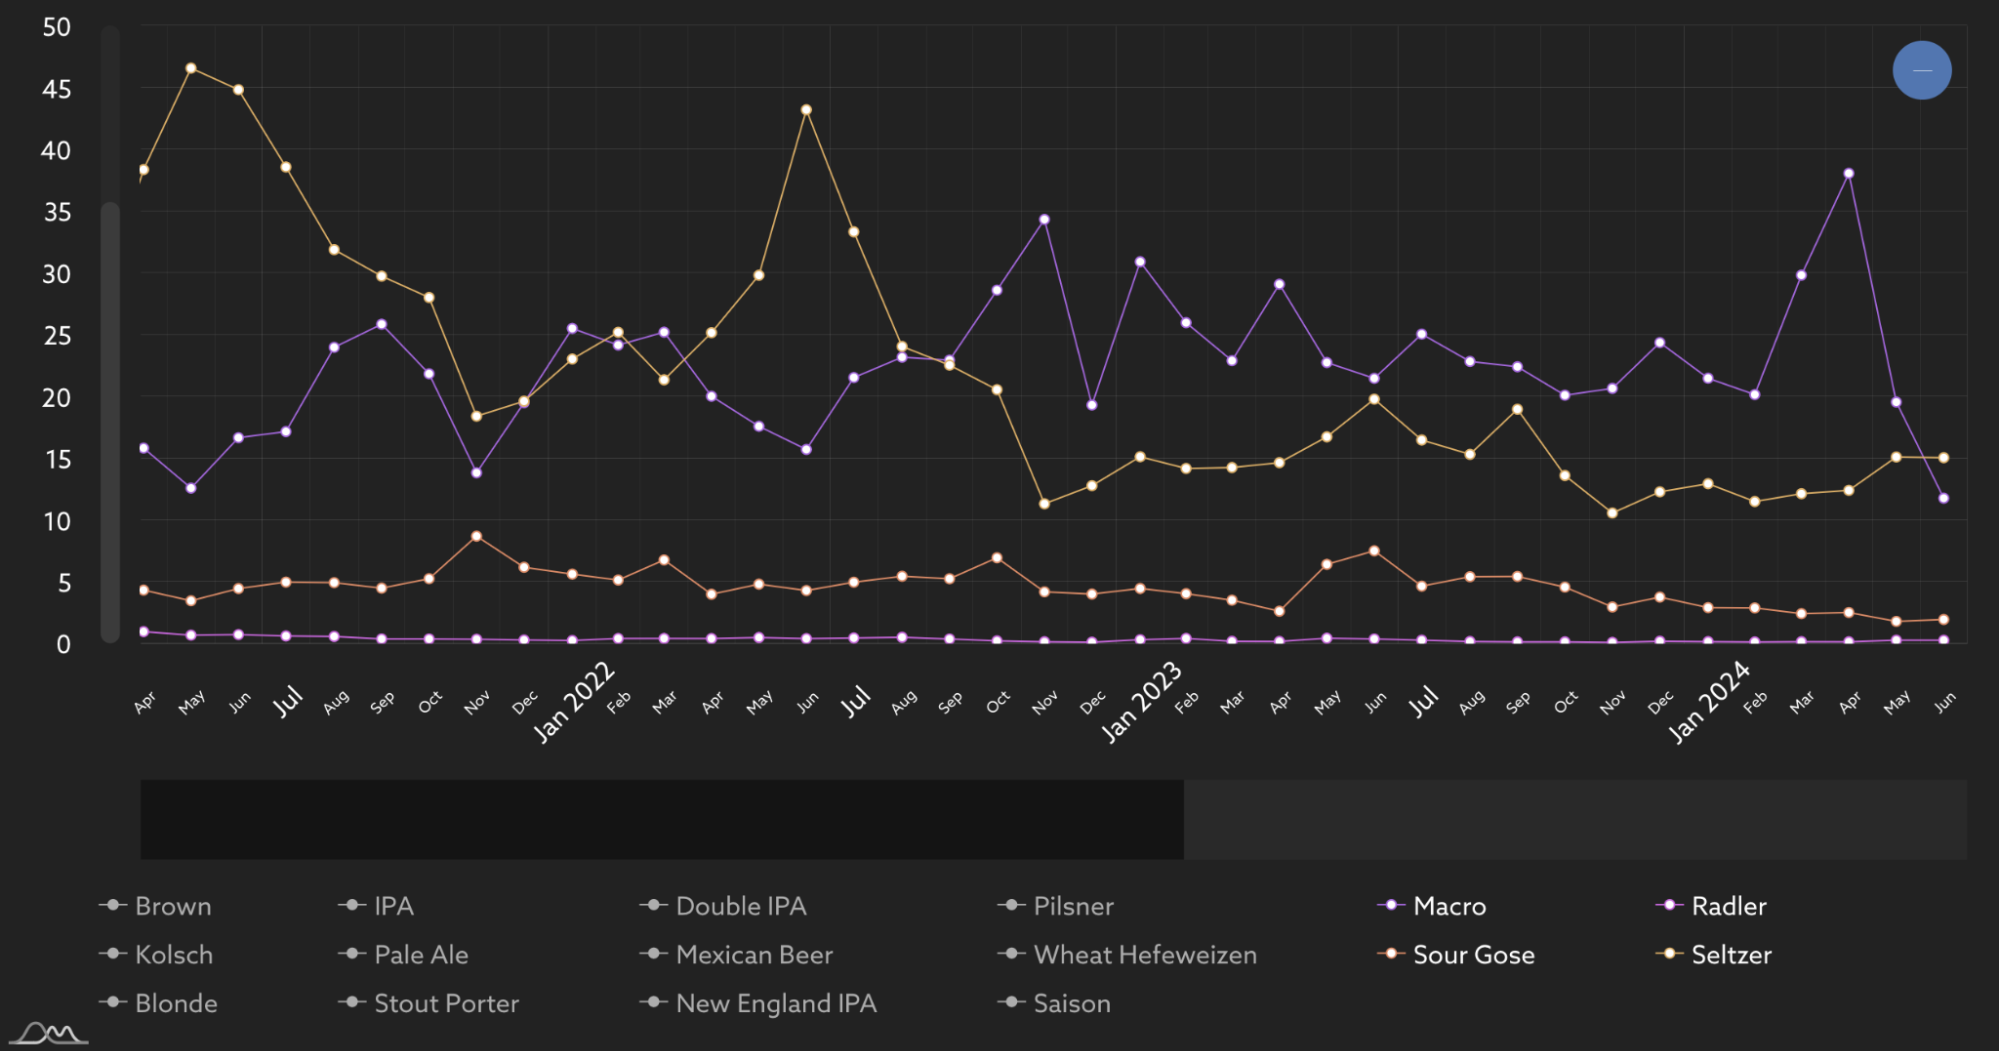 50
45
40
35
30
25
20
15
10
5
0
Apr May Jun Jul Aug Sep Oct Nov Dec Jan 2022 Feb Mar Apr May Jun Jul Aug Sep Oct Nov Dec Jan 2023 Feb Mar Apr May Jun Jul Aug Sep Oct Nov Dec Jan 2024 Feb Mar Apr May Jun
Brown IPA Double IPA Pilsner Macro Radler
Kolsch Pale Ale Mexican Beer Wheat Hefeweizen Sour Gose Seltzer
Blonde Stout Porter New England IPA Saison